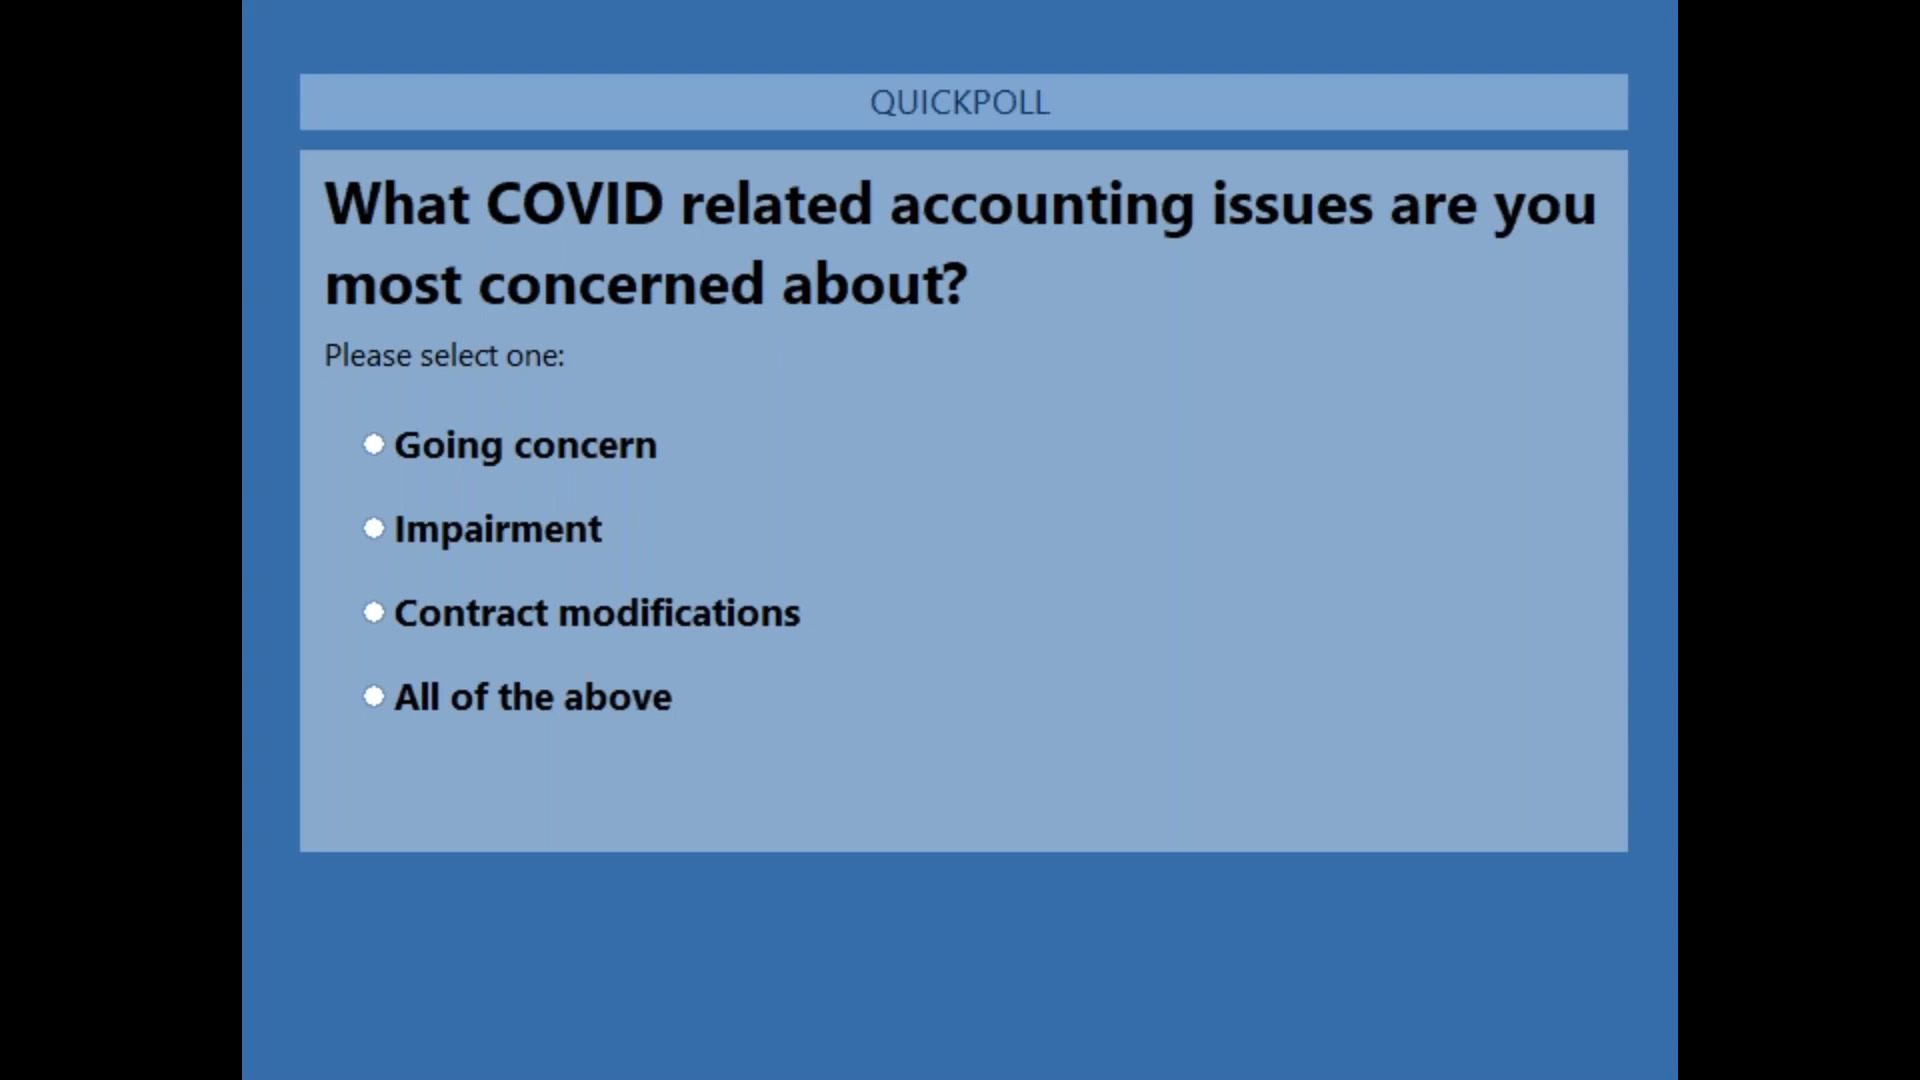 QUICKPOLL
What COVID related accounting issues are you
most concerned about?
Please select one:
Going concern
Impairment
Contract modifications
All of the above